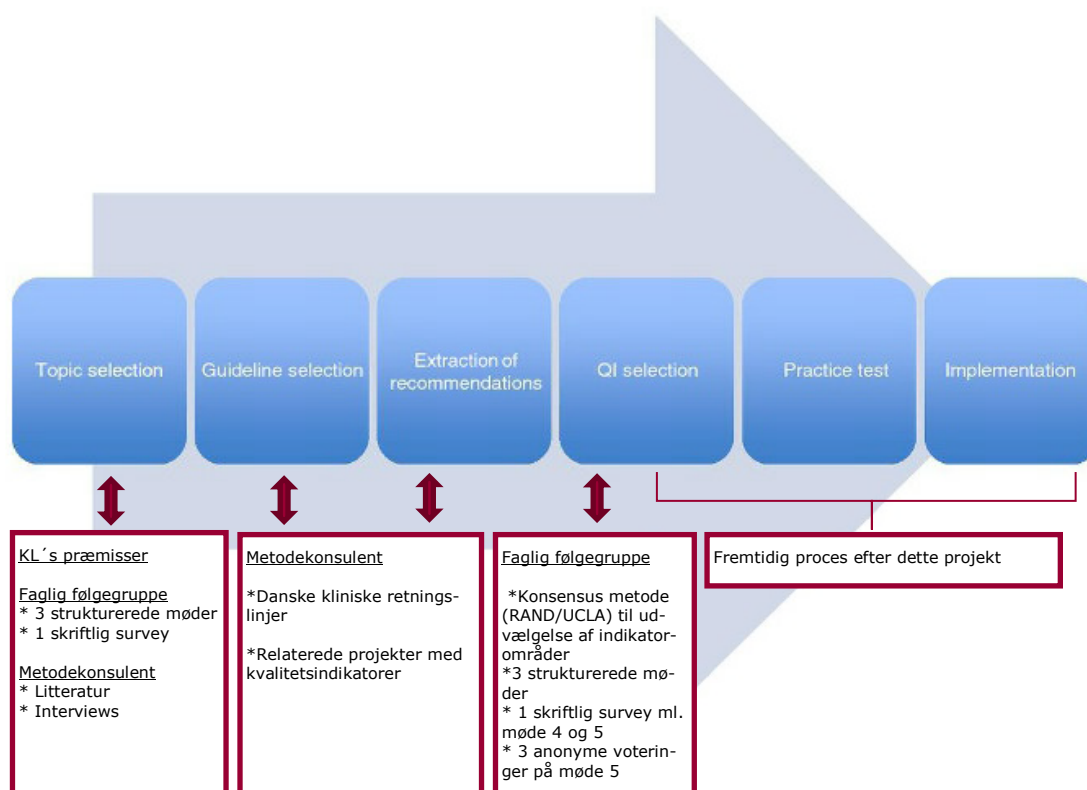 Topic selection
Guideline selection
Extraction of
recommendations
QI selection
Practice test
Implementation
KL´s præmisser
Faglig følgegruppe
* 3 strukturerede møder
* 1 skriftlig survey
Metodekonsulent
* Litteratur
* Interviews
Metodekonsulent
*Danske kliniske retnings-
linjer
*Relaterede projekter med
kvalitetsindikatorer
Faglig følgegruppe
*Konsensus metode
(RAND/UCLA) til ud-
vælgelse af indikator-
områder
*3 strukturerede mø-
der
* 1 skriftlig survey ml.
møde 4 og 5
* 3 anonyme voterin-
ger på møde 5
Fremtidig proces efter dette projekt